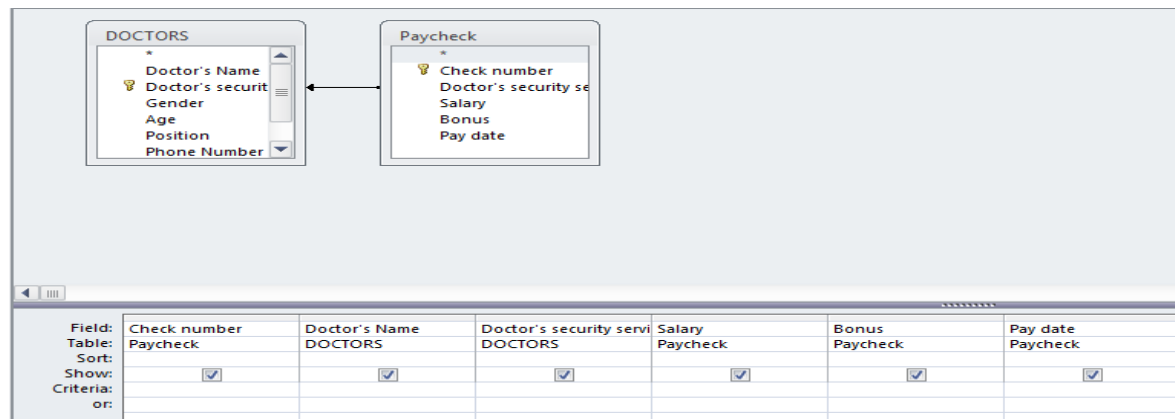 DOCTORS
*
Doctor's Name
Doctor's securit
Gender
Age
Position
Phone Number
Paycheck
*
Check number
Doctor's security se
Salary
Bonus
Pay date
Field: Check number Doctor's Name Doctor's security servi Salary Bonus Pay date
Table: Paycheck DOCTORS DOCTORS Paycheck Paycheck Paycheck
Sort:
Show:
Criteria:
or: